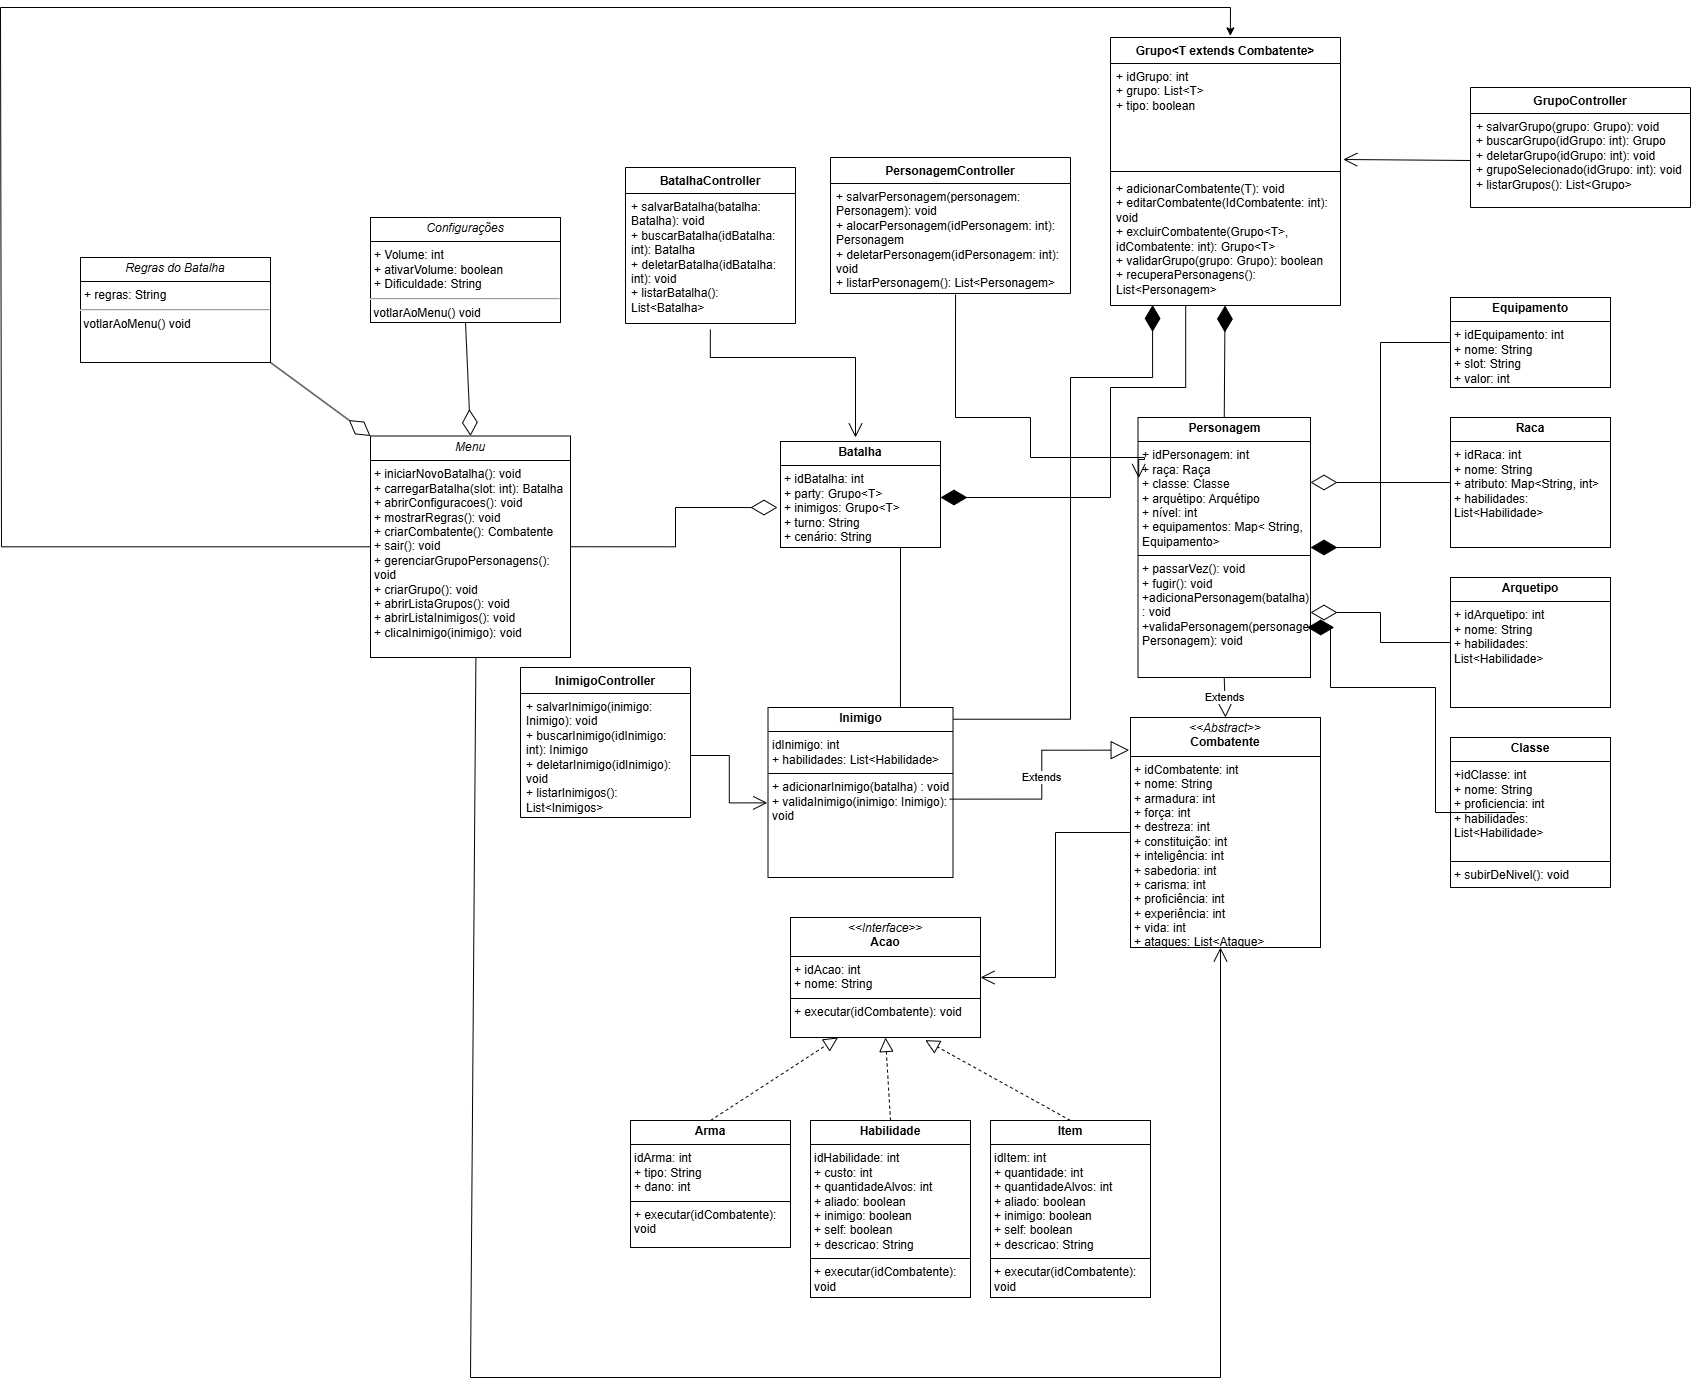 Grupo<T extends Combatente>
+ idGrupo: int
+ grupo: List<T>
+ tipo: boolean
+ adicionarCombatente(T): void
+ editarCombatente(IdCombatente: int):
void
+ excluirCombatente(Grupo<T>,
idCombatente: int): Grupo<T>
+ validarGrupo(grupo: Grupo): boolean
+ recuperaPersonagens():
List<Personagem>
GrupoController
+ salvarGrupo(grupo: Grupo): void
+ buscarGrupo(idGrupo: int): Grupo
+ deletarGrupo(idGrupo: int): void
+ grupoSelecionado(idGrupo: int): void
+ listarGrupos(): List<Grupo>
PersonagemController
+ salvarPersonagem(personagem:
Personagem): void
+ alocarPersonagem(idPersonagem: int):
Personagem
+ deletarPersonagem(idPersonagem: int):
void
+ listarPersonagem(): List<Personagem>
BatalhaController
+ salvarBatalha(batalha:
Batalha): void
+ buscarBatalha(idBatalha:
int): Batalha
+ deletarBatalha(idBatalha:
int): void
+ listarBatalha():
List<Batalha>
Configurações
+ Volume: int
+ ativarVolume: boolean
+ Dificuldade: String
votlarAoMenu() void
Regras do Batalha
+ regras: String
votlarAoMenu() void
Equipamento
+ idEquipamento: int
+ nome: String
+ slot: String
+ valor: int
Menu
+ iniciarNovoBatalha(): void
+ carregarBatalha(slot: int): Batalha
+ abrirConfiguracoes(): void
+ mostrarRegras(): void
+ criarCombatente(): Combatente
+ sair(): void
+ gerenciarGrupoPersonagens():
void
+ criarGrupo(): void
+ abrirListaGrupos(): void
+ abrirListaInimigos(): void
+ clicaInimigo(inimigo): void
Batalha
+ idBatalha: int
+ party: Grupo<T>
+ inimigos: Grupo<T>
+ turno: String
+ cenário: String
Personagem
+ idPersonagem: int
+ raça: Raça
+ classe: Classe
+ arquétipo: Arquétipo
+ nível: int
+ equipamentos: Map< String,
Equipamento>
+ passarVez(): void
+ fugir(): void
+adicionaPersonagem(batalha)
: void
+validaPersonagem(personage
Personagem): void
Raca
+ idRaca: int
+ nome: String
+ atributo: Map<String, int>
+ habilidades:
List<Habilidade>
Arquetipo
+ idArquetipo: int
+ nome: String
+ habilidades:
List<Habilidade>
InimigoController
+ salvarInimigo(inimigo:
Inimigo): void
+ buscarInimigo(idInimigo:
int): Inimigo
+ deletarInimigo(idInimigo):
void
+ listarInimigos():
List<Inimigos>
Inimigo
idInimigo: int
+ habilidades: List<Habilidade>
+ adicionarInimigo(batalha) : void
+ validaInimigo(inimigo: Inimigo):
void
Extends
Extends
<<Abstract>>
Combatente
+ idCombatente: int
+ nome: String
+ armadura: int
+ força: int
+ destreza: int
+ constituição: int
+ inteligência: int
+ sabedoria: int
+ carisma: int
+ proficiência: int
+ experiência: int
+ vida: int
+ ataques: List<Ataque>
Classe
+idClasse: int
+ nome: String
+ proficiencia: int
+ habilidades:
List<Habilidade>
+ subirDeNivel(): void
<<Interface>>
Acao
+ idAcao: int
+ nome: String
+ executar(idCombatente): void
Arma
idArma: int
+ tipo: String
+ dano: int
+ executar(idCombatente):
void
Habilidade
idHabilidade: int
+ custo: int
+ quantidadeAlvos: int
+ aliado: boolean
+ inimigo: boolean
+ self: boolean
+ descricao: String
+ executar(idCombatente):
void
Item
idItem: int
+ quantidade: int
+ quantidadeAlvos: int
+ aliado: boolean
+ inimigo: boolean
+ self: boolean
+ descricao: String
+ executar(idCombatente):
void